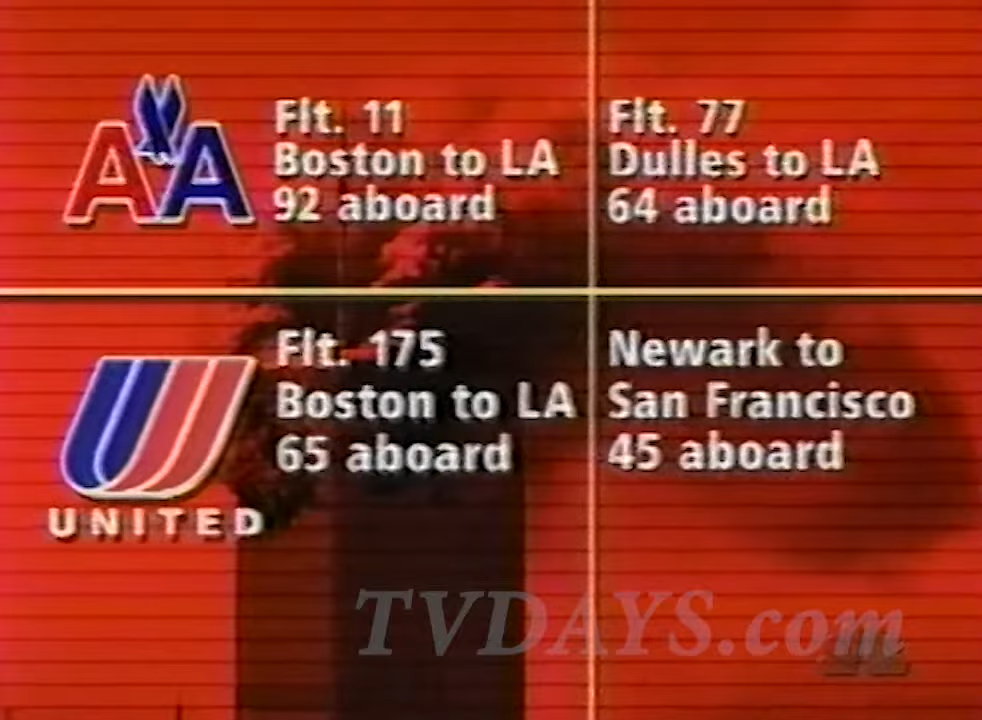 AA
Flt. 11
Boston to LA
92 aboard
Flt. 77
Dulles to LA
64 aboard
UNITED
Flt. 175
Boston to LA
65 aboard
Newark to
San Francisco
45 aboard
TVDAYS.com